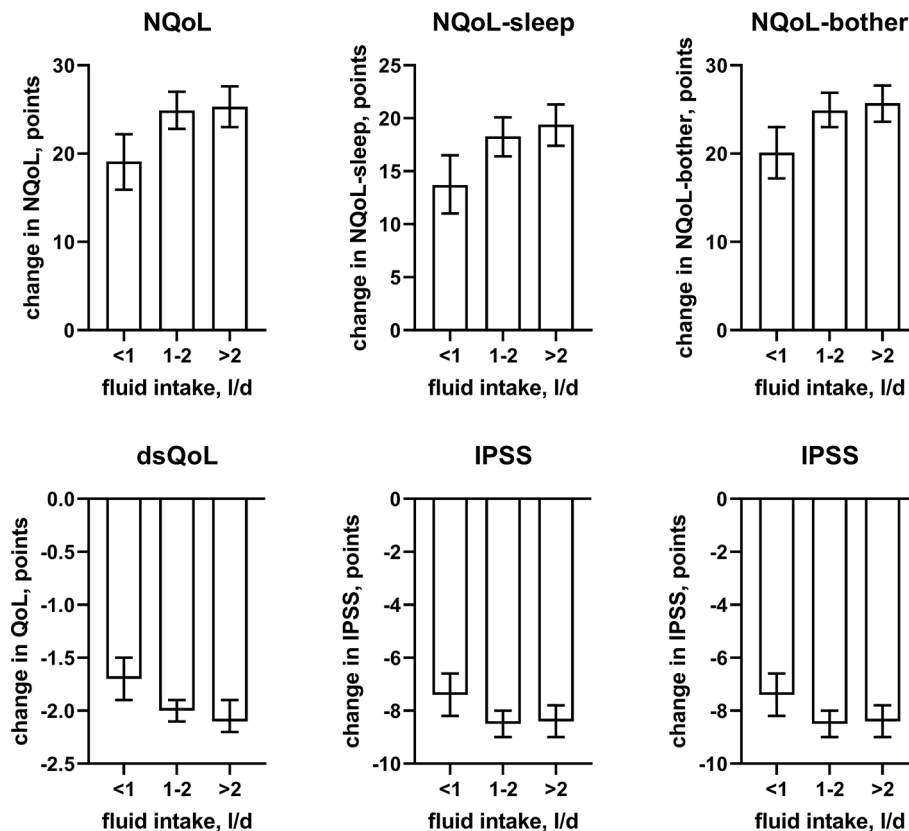 NQoL
change in NQoL, points
30
20
10
0
<1 1-2 >2
fluid intake, l/d
NQoL-sleep
change in NQoL-sleep, points
25
20
15
10
5
0
<1 1-2 >2
fluid intake, l/d
NQoL-bother
change in NQoL-bother, points
30
20
10
0
<1 1-2 >2
fluid intake, l/d
dsQoL
change in QoL, points
0.0
-0.5
-1.0
-1.5
-2.0
-2.5
<1 1-2 >2
fluid intake, l/d
IPSS
change in IPSS, points
0
-2
-4
-6
-8
-10
<1 1-2 >2
fluid intake, l/d
IPSS
change in IPSS, points
0
-2
-4
-6
-8
-10
<1 1-2 >2
fluid intake, l/d